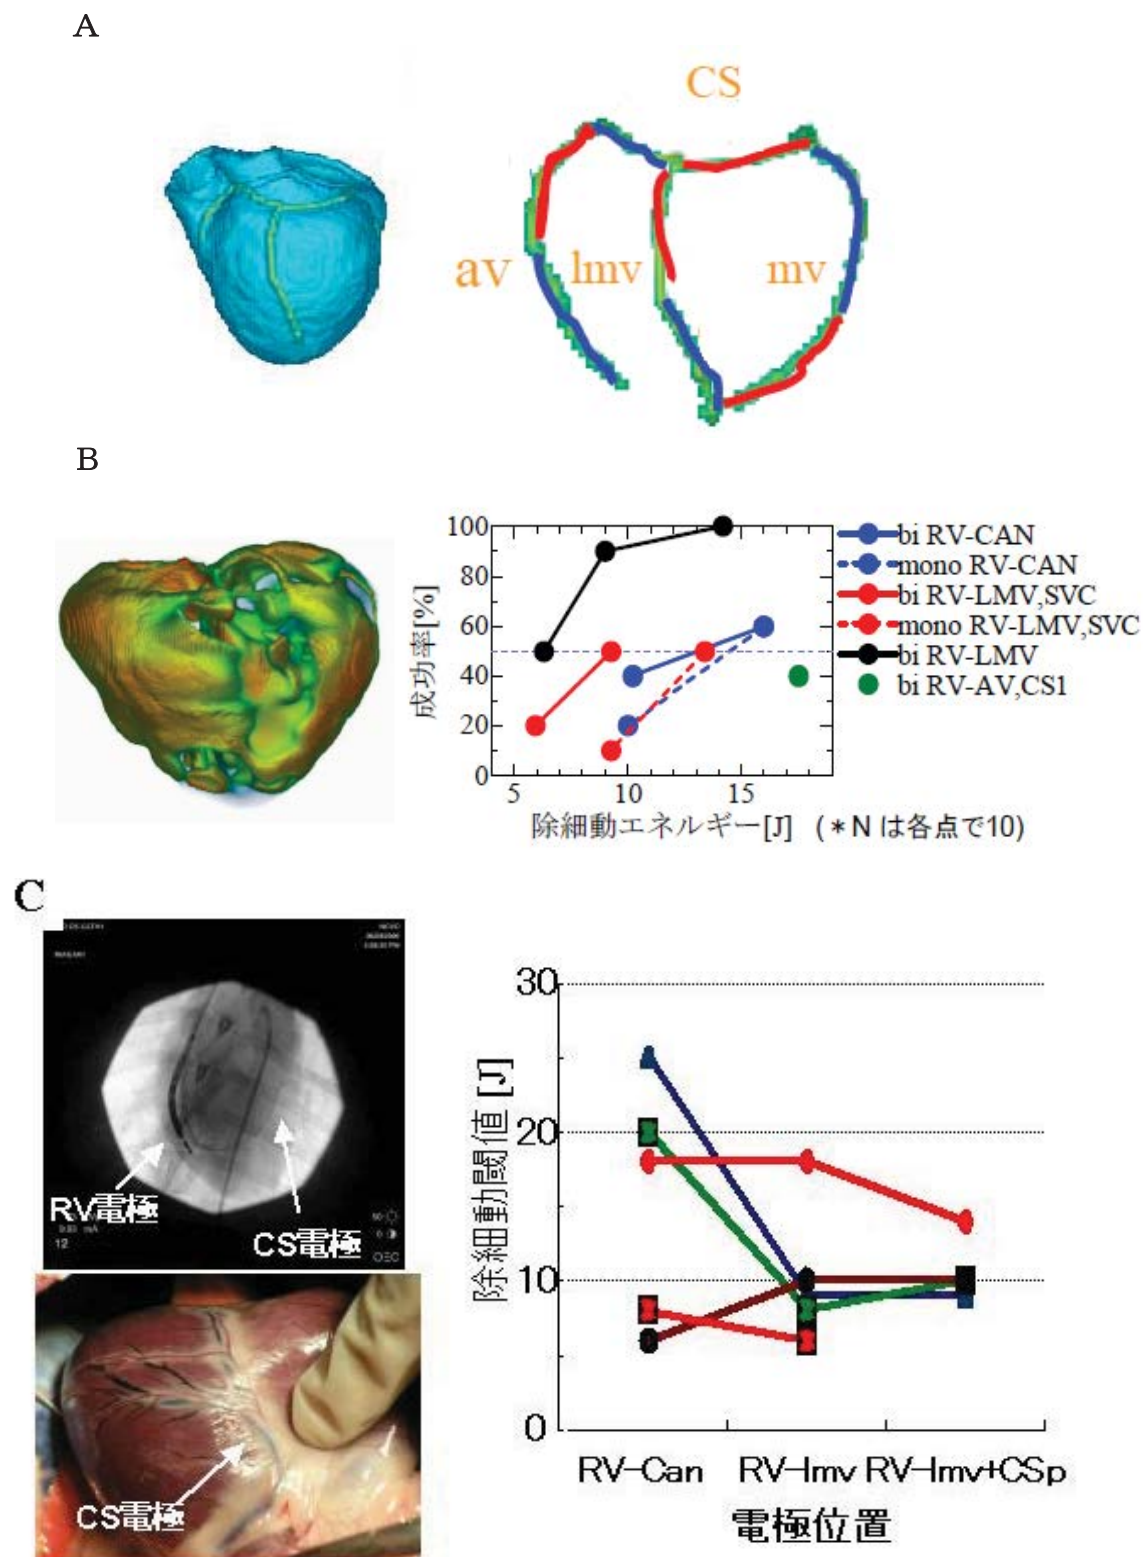 A
CS
av
lmv
mv
B
100
80
60
40
20
0
成功率[%]
5 10 15
除細動エネルギー[J] (*N は各点で10)
bi RV-CAN
mono RV-CAN
bi RV-LMV,SVC
mono RV-LMV,SVC
bi RV-LMV
bi RV-AV,CS1
C
RV電極
CS電極
12
CS電極
30
20
10
0
除細動閾値 [J]
RV-Can RV-lmv RV-lmv+CSp
電極位置